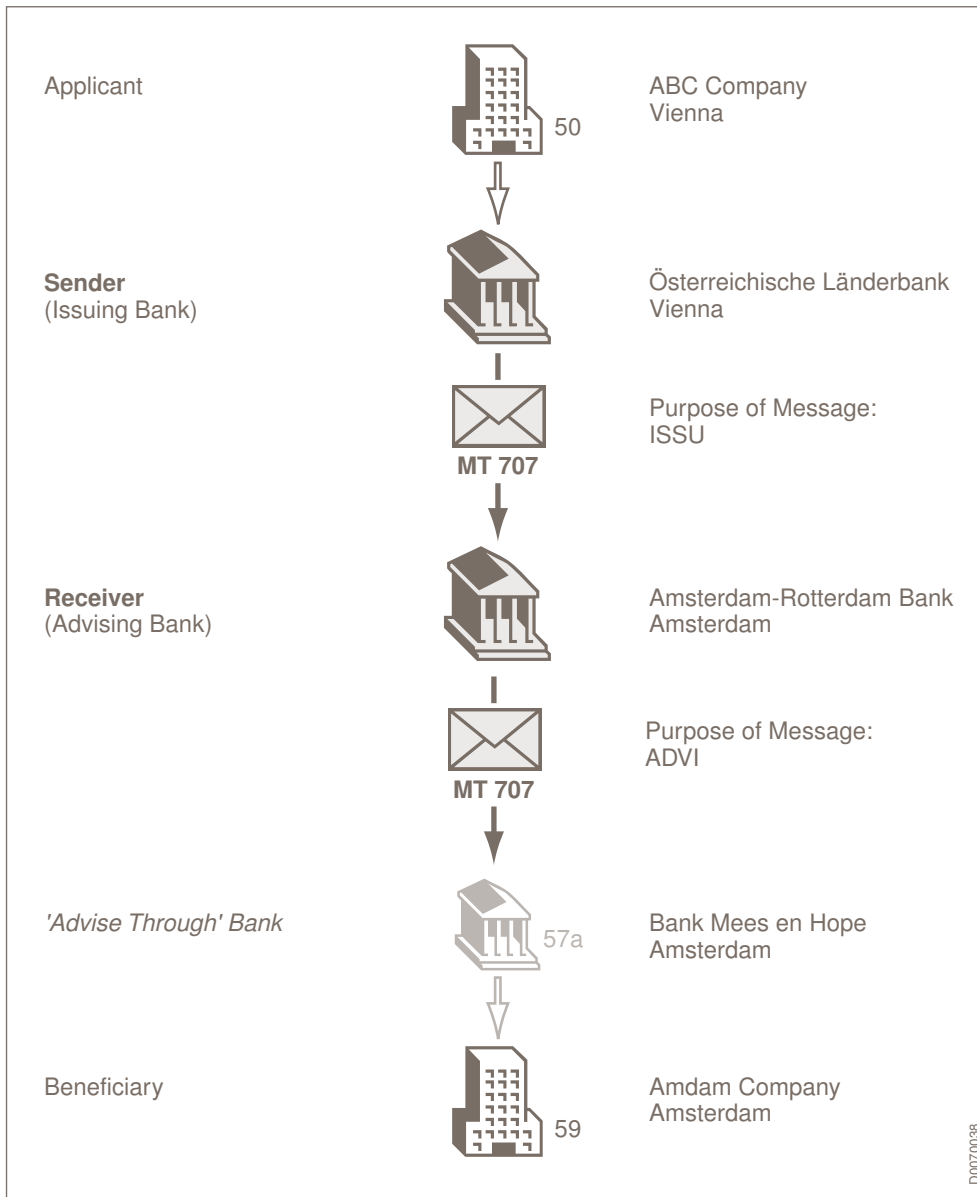 Applicant
50
ABC Company
Vienna
Sender
(Issuing Bank)
Österreichische Länderbank
Vienna
Purpose of Message:
ISSU
MT 707
Receiver
(Advising Bank)
Amsterdam-Rotterdam Bank
Amsterdam
Purpose of Message:
ADVI
MT 707
'Advise Through' Bank
57a
Bank Mees en Hope
Amsterdam
Beneficiary
59
Amdam Company
Amsterdam
D0070038